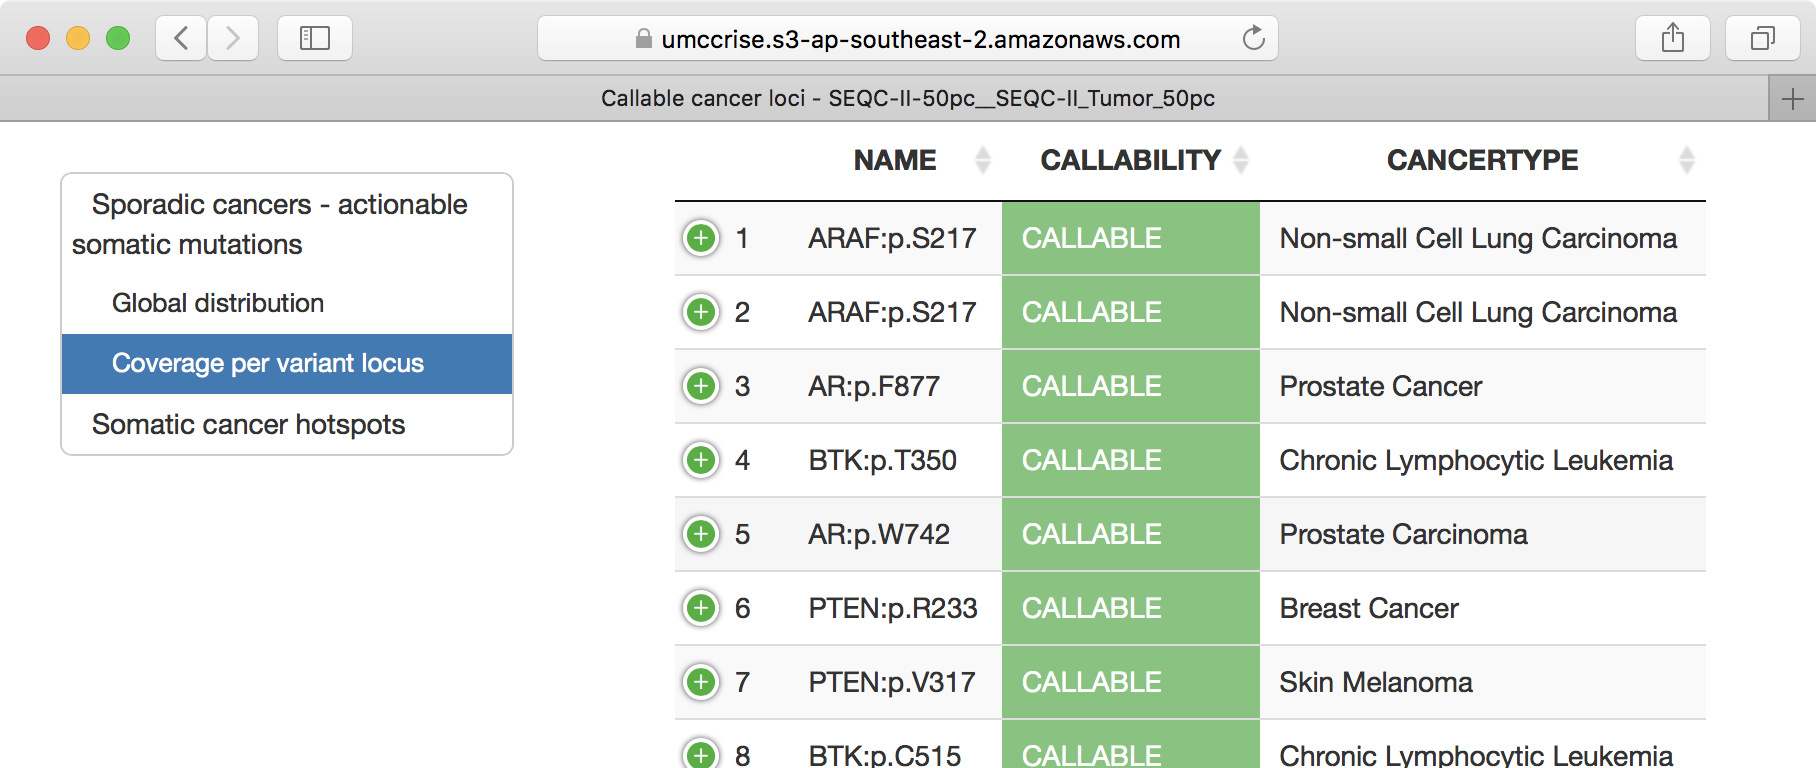 umccrise.s3-ap-southeast-2.amazonaws.com
Callable cancer loci - SEQC-II-50pc__SEQC-II_Tumor_50pc
Sporadic cancers - actionable
somatic mutations
Global distribution
Coverage per variant locus
Somatic cancer hotspots
NAME CALLABILITY CANCERTYPE
1 ARAF:p.S217 CALLABLE Non-small Cell Lung Carcinoma
2 ARAF:p.S217 CALLABLE Non-small Cell Lung Carcinoma
3 AR:p.F877 CALLABLE Prostate Cancer
4 BTK:p.T350 CALLABLE Chronic Lymphocytic Leukemia
5 AR:p.W742 CALLABLE Prostate Carcinoma
6 PTEN:p.R233 CALLABLE Breast Cancer
7 PTEN:p.V317 CALLABLE Skin Melanoma
8 BTK:p.C515 CALLABLE Chronic Lymphocytic Leukemia